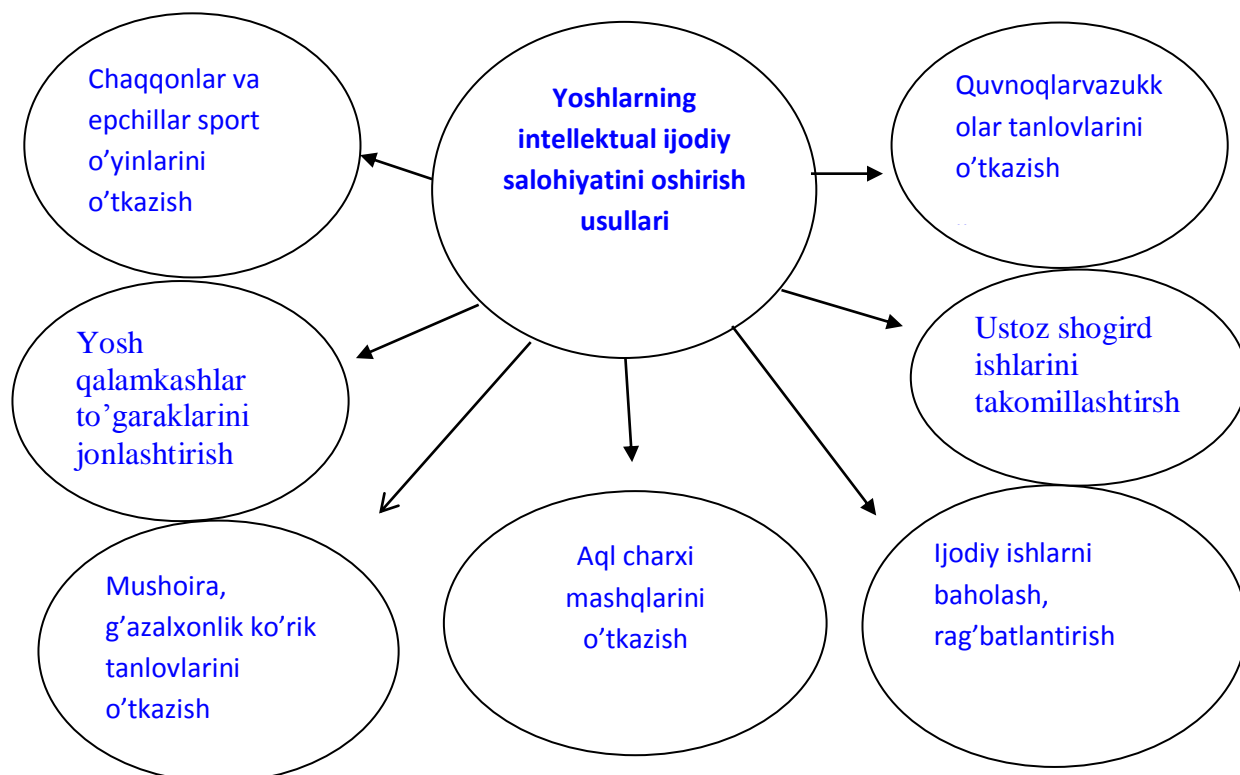 Chaqqonlar va
epchillar sport
o’yinlarini
o’tkazish
Yoshlarning
intellektual ijodiy
salohiyatini oshirish
usullari
Quvnoqlarvazukk
olar tanlovlarini
o’tkazish
Yosh
qalamkashlar
to’garaklarini
jonlashtirish
Ustoz shogird
ishlarini
takomillashtirsh
Mushoira,
g’azalxonlik ko’rik
tanlovlarini
o’tkazish
Aql charxi
mashqlarini
o’tkazish
Ijodiy ishlarni
baholash,
rag’batlantirish